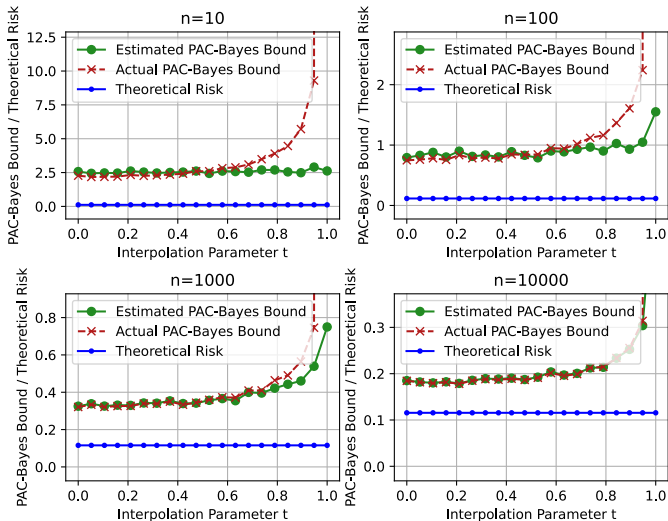 n=10
PAC-Bayes Bound / Theoretical Risk
12.5
10.0
7.5
5.0
2.5
0.0
Estimated PAC-Bayes Bound
Actual PAC-Bayes Bound
Theoretical Risk
0.0 0.2 0.4 0.6 0.8 1.0
Interpolation Parameter t
n=100
PAC-Bayes Bound / Theoretical Risk
2
1
0
Estimated PAC-Bayes Bound
Actual PAC-Bayes Bound
Theoretical Risk
0.0 0.2 0.4 0.6 0.8 1.0
Interpolation Parameter t
n=1000
PAC-Bayes Bound / Theoretical Risk
0.8
0.6
0.4
0.2
0.0
Estimated PAC-Bayes Bound
Actual PAC-Bayes Bound
Theoretical Risk
0.0 0.2 0.4 0.6 0.8 1.0
Interpolation Parameter t
n=10000
PAC-Bayes Bound / Theoretical Risk
0.3
0.2
0.1
0.0
Estimated PAC-Bayes Bound
Actual PAC-Bayes Bound
Theoretical Risk
0.0 0.2 0.4 0.6 0.8 1.0
Interpolation Parameter t